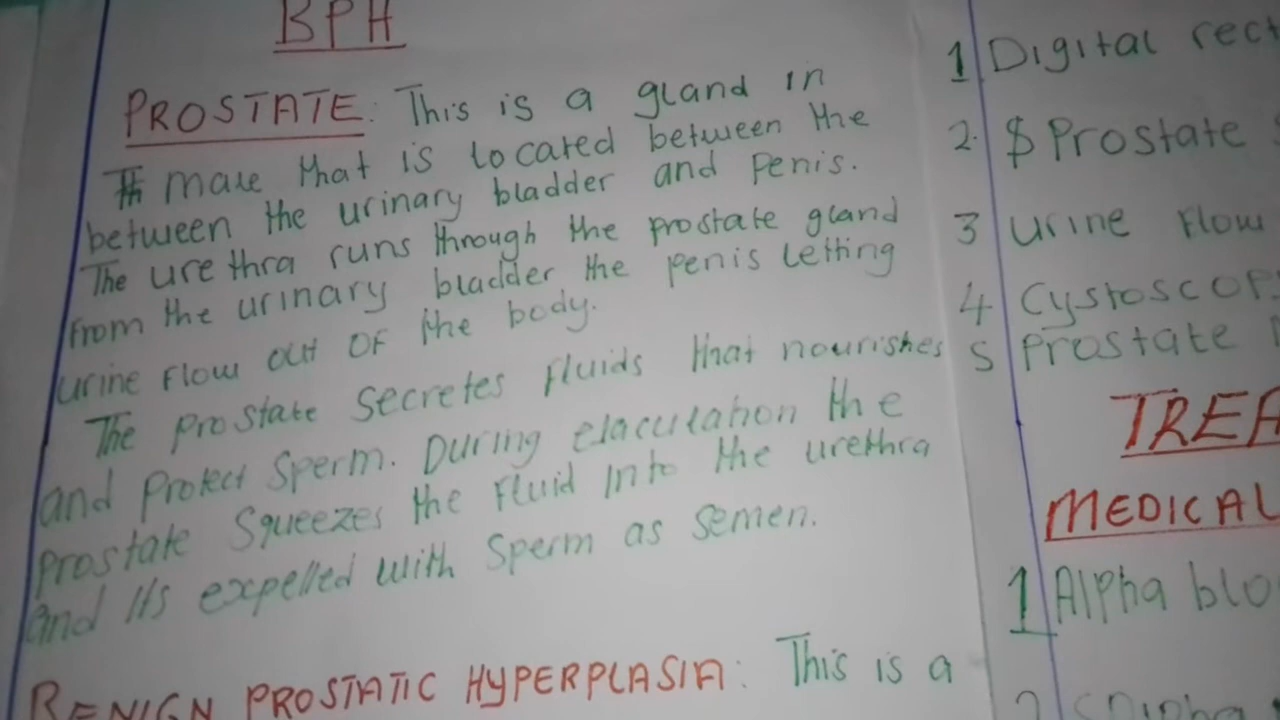 BPH
PROSTATE: This is a gland in
Th male that is located between the
between the urinary bladder and Penis.
The urethra runs through the prostate gland
from the urinary bladder the penis letting
urine Flow out OF the body.
The Prostate Secretes Fluids that nourishes
and Protect Sperm. During elaculation the
Prostate Squeezes the Fluid Into the urethra
and Its expelled with Sperm as Semen.
BENIGN PROSTATIC HYPERPLASIA: This is a
1 Digital rect
2. $ Prostate
3 Urine Flow
4 Cystoscop
5 Prostate
TREA
MEDICAL
1 Alpha blo
2